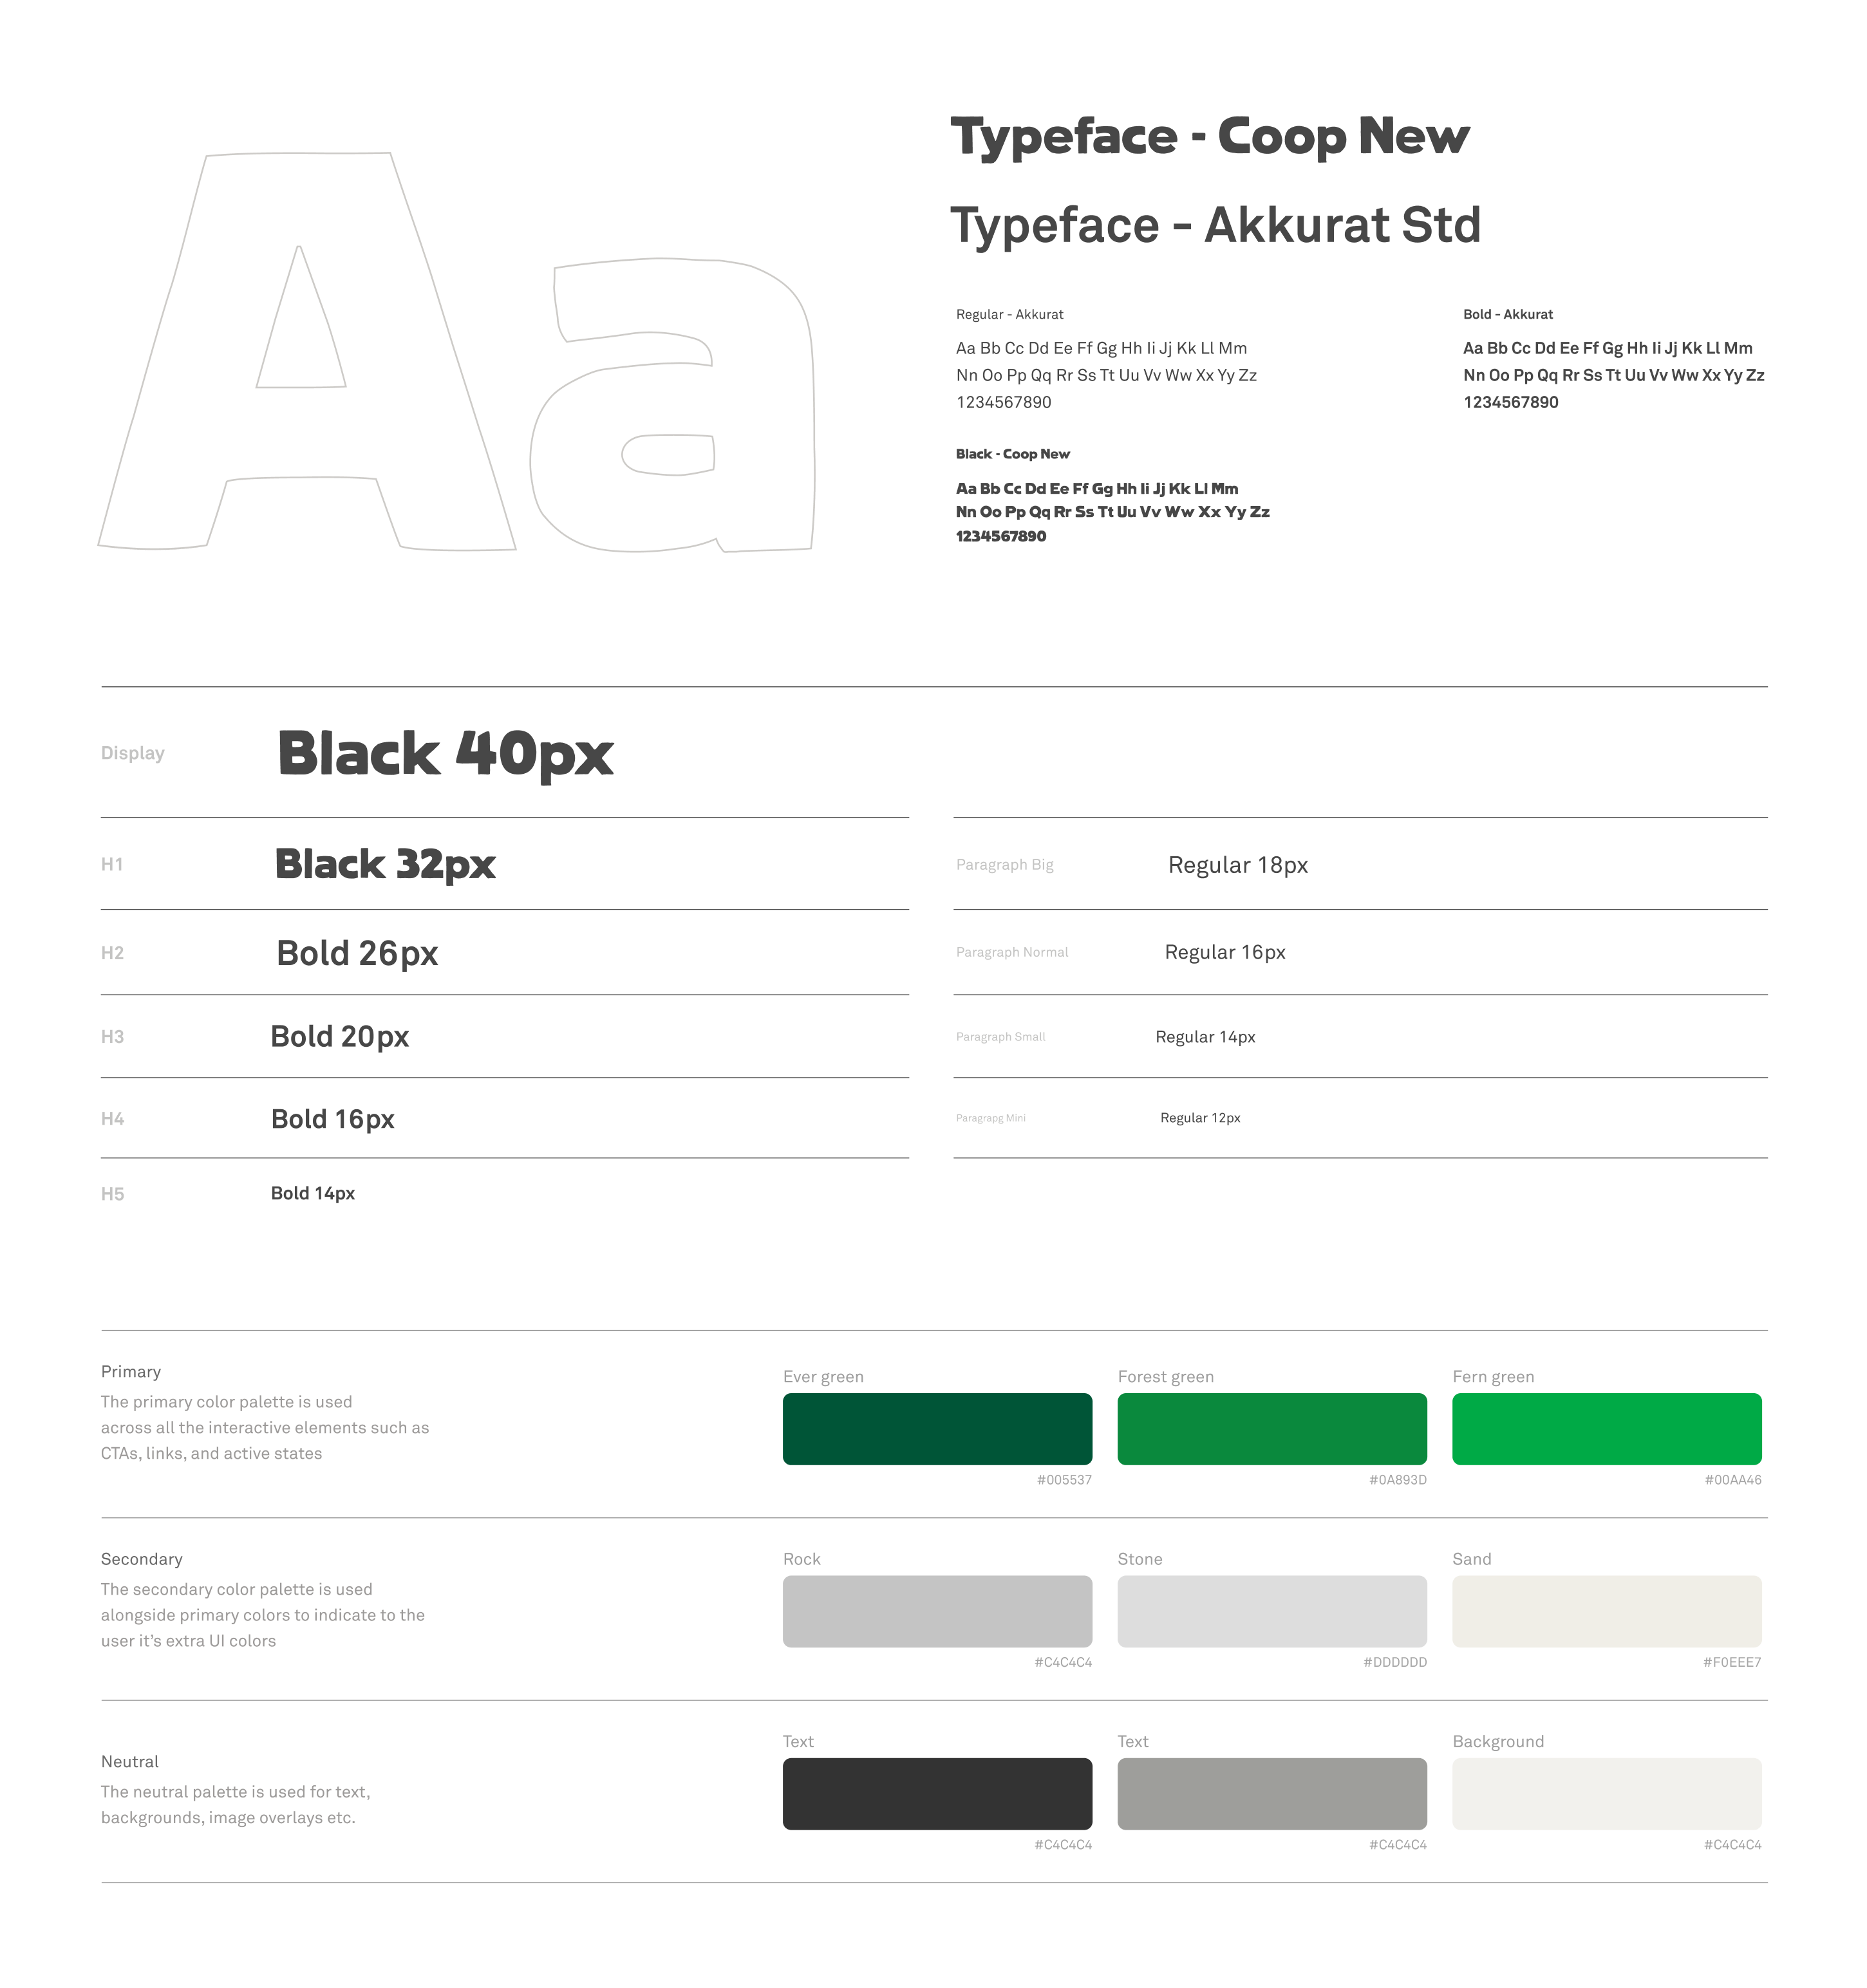 Aa
Typeface - Coop New
Typeface - Akkurat Std
Regular - Akkurat
Aa Bb Cc Dd Ee Ff Gg Hh Ii Jj Kk Ll Mm
Nn Oo Pp Qq Rr Ss Tt Uu Vv Ww Xx Yy Zz
1234567890
Bold - Akkurat
Aa Bb Cc Dd Ee Ff Gg Hh Ii Jj Kk Ll Mm
Nn Oo Pp Qq Rr Ss Tt Uu Vv Ww Xx Yy Zz
1234567890
Black - Coop New
Aa Bb Cc Dd Ee Ff Gg Hh Ii Jj Kk Ll Mm
Nn Oo Pp Qq Rr Ss Tt Uu Vv Ww Xx Yy Zz
1234567890
Display Black 40px
H1 Black 32px
H2 Bold 26px
H3 Bold 20px
H4 Bold 16px
H5 Bold 14px
Paragraph Big Regular 18px
Paragraph Normal Regular 16px
Paragraph Small Regular 14px
Paragrapg Mini Regular 12px
Primary
The primary color palette is used
across all the interactive elements such as
CTAs, links, and active states
Ever green
#005537
Forest green
#0A893D
Fern green
#00AA46
Secondary
The secondary color palette is used
alongside primary colors to indicate to the
user it's extra UI colors
Rock
#C4C4C4
Stone
#DDDDDD
Sand
#F0EEE7
Neutral
The neutral palette is used for text,
backgrounds, image overlays etc.
Text
#C4C4C4
Text
#C4C4C4
Background
#C4C4C4